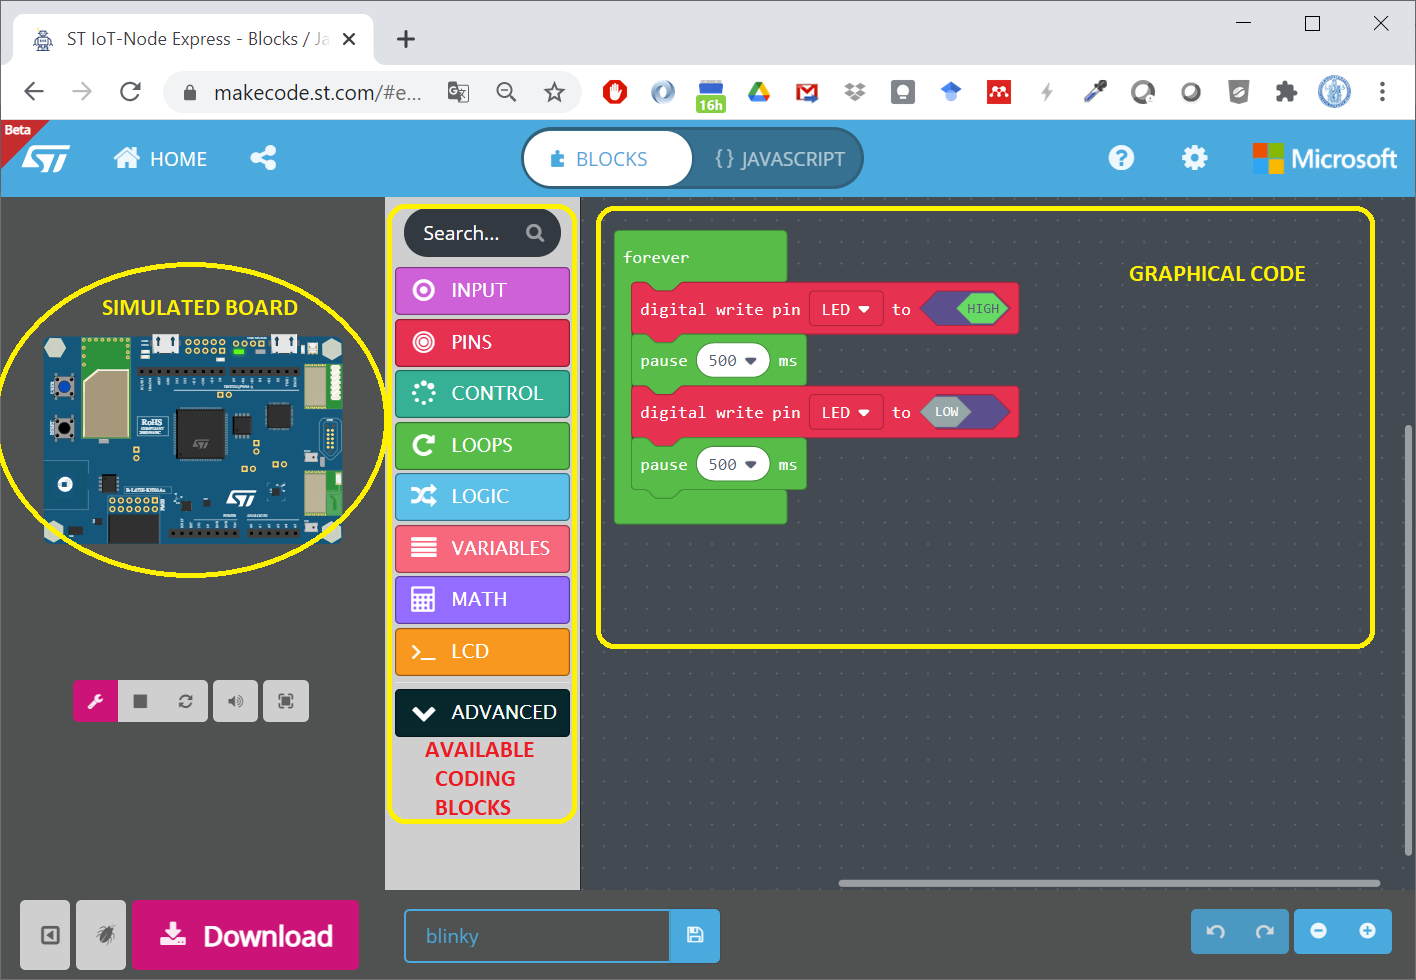 ST IoT-Node Express - Blocks / Ja
makecode.st.com/#e...
16h
Beta
HOME
BLOCKS
{ } JAVASCRIPT
Microsoft
Search...
INPUT
PINS
CONTROL
LOOPS
LOGIC
VARIABLES
MATH
LCD
ADVANCED
AVAILABLE
CODING
BLOCKS
SIMULATED BOARD
RoHS
GRAPHICAL CODE
forever
digital write pin LED to HIGH
pause 500 ms
digital write pin LED to LOW
pause 500 ms
Download
blinky